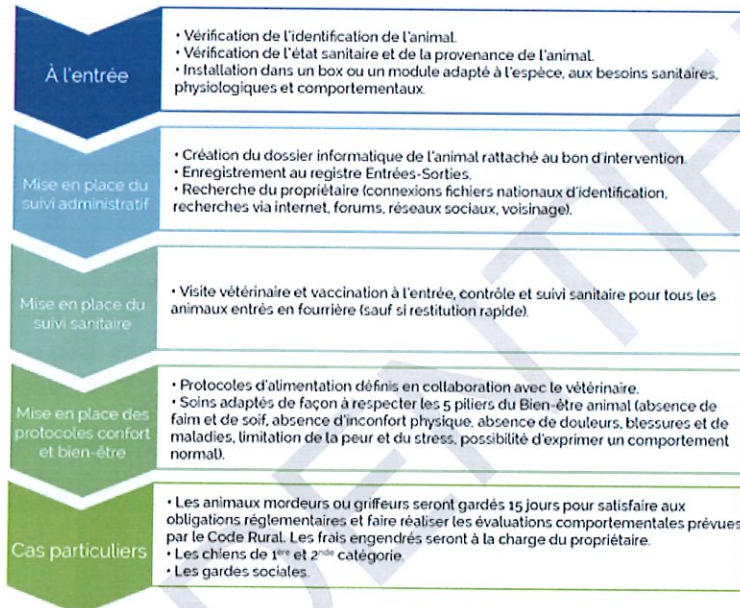 À l'entrée
• Vérification de l'identification de l'animal.
• Vérification de l'état sanitaire et de la provenance de l'animal.
• Installation dans un box ou un module adapté à l'espèce, aux besoins sanitaires,
physiologiques et comportementaux.
Mise en place du
suivi administratif
• Création du dossier informatique de l'animal rattaché au bon d'intervention.
• Enregistrement au registre Entrées-Sorties.
• Recherche du propriétaire (connexions fichiers nationaux d'identification,
recherches via internet, forums, réseaux sociaux, voisinage).
Mise en place du
suivi sanitaire
• Visite vétérinaire et vaccination à l'entrée, contrôle et suivi sanitaire pour tous les
animaux entrés en fourrière (sauf si restitution rapide).
Mise en place des
protocoles confort
et bien-être
• Protocoles d'alimentation définis en collaboration avec le vétérinaire.
• Soins adaptés de façon à respecter les 5 piliers du Bien-être animal (absence de
faim et de soif, absence d'inconfort physique, absence de douleurs, blessures et de
maladies, limitation de la peur et du stress, possibilité d'exprimer un comportement
normal).
Cas particuliers
• Les animaux mordeurs ou griffeurs seront gardés 15 jours pour satisfaire aux
obligations réglementaires et faire réaliser les évaluations comportementales prévues
par le Code Rural. Les frais engendrés seront à la charge du propriétaire.
• Les chiens de 1ère et 2nde catégorie.
• Les gardes sociales.
DENTIE